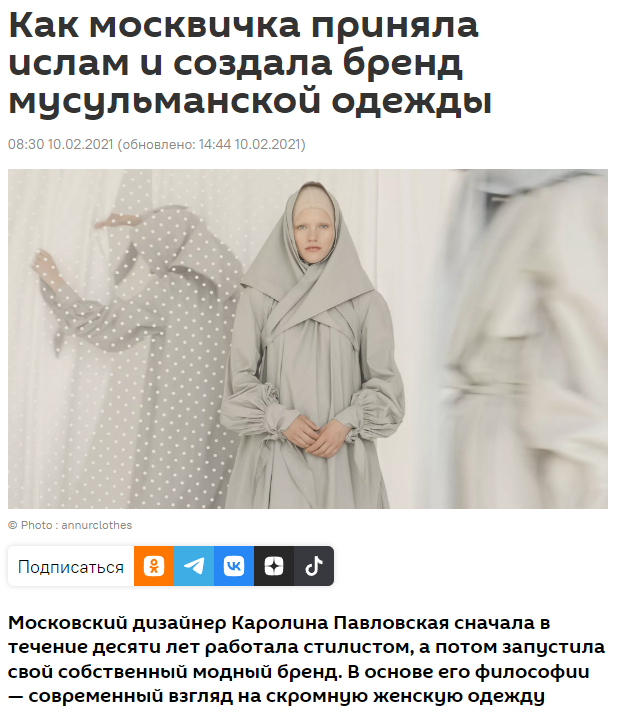 Как москвичка приняла
ислам и создала бренд
мусульманской одежды
08:30 10.02.2021 (обновлено: 14:44 10.02.2021)
© Photo : annurclothes
Подписаться
Московский дизайнер Каролина Павловская сначала в
течение десяти лет работала стилистом, а потом запустила
свой собственный модный бренд. В основе его философии
— современный взгляд на скромную женскую одежду